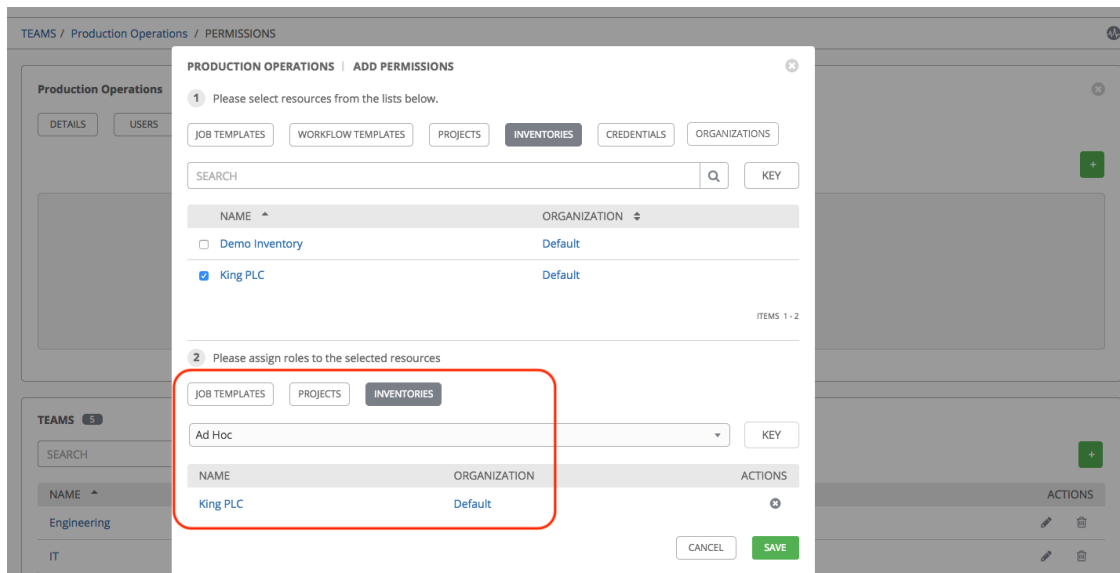 TEAMS / Production Operations / PERMISSIONS
PRODUCTION OPERATIONS | ADD PERMISSIONS
Production Operations
1 Please select resources from the lists below.
DETAILS USERS
JOB TEMPLATES WORKFLOW TEMPLATES PROJECTS INVENTORIES CREDENTIALS ORGANIZATIONS
+
SEARCH KEY
NAME ORGANIZATION
Demo Inventory Default
King PLC Default
ITEMS 1 - 2
2 Please assign roles to the selected resources
JOB TEMPLATES PROJECTS INVENTORIES
TEAMS 5
Ad Hoc KEY
SEARCH +
NAME ORGANIZATION ACTIONS
NAME ACTIONS
King PLC Default
Engineering
CANCEL SAVE
IT